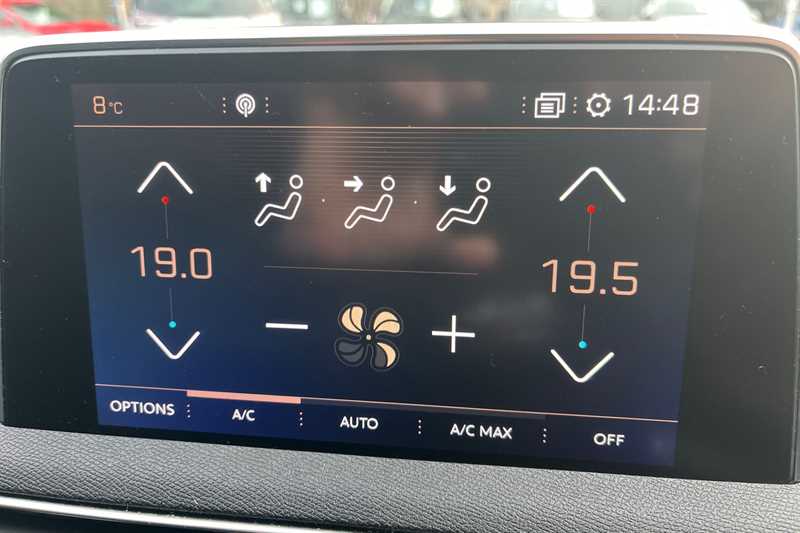 8°C 14:48
19.0 19.5
OPTIONS A/C AUTO A/C MAX OFF